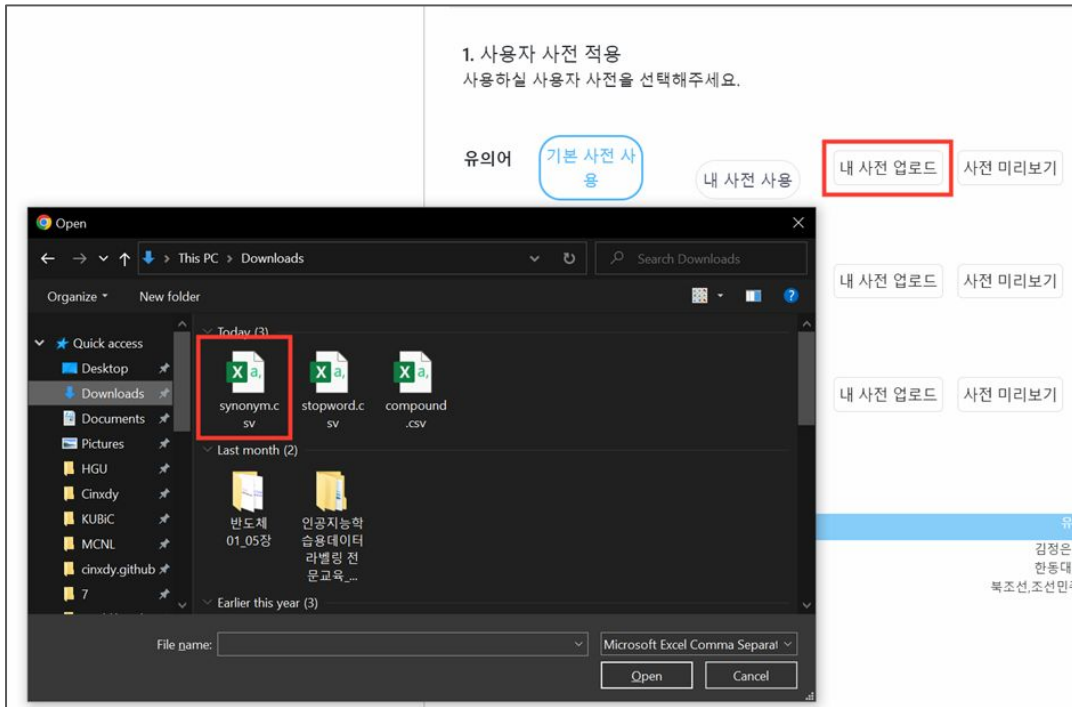 1. 사용자 사전 적용
사용하실 사용자 사전을 선택해주세요.
유의어
기본 사전 사
용
내 사전 사용
내 사전 업로드
사전 미리보기
내 사전 업로드
사전 미리보기
내 사전 업로드
사전 미리보기
유
김정은
한동대
북조선,조선민주
Open
This PC > Downloads
Search Downloads
Organize
New folder
Quick access
Desktop
Downloads
Documents
Pictures
HGU
Cinxdy
KUBiC
MCNL
cinxdy.github
7
Today (3)
synonym.c
sv
stopword.c
sv
compound
.csv
Last month (2)
반도체
01_05장
인공지능학
습용데이터
라벨링 전
문교육_...
Earlier this year (3)
File name:
Microsoft Excel Comma Separat
Open
Cancel